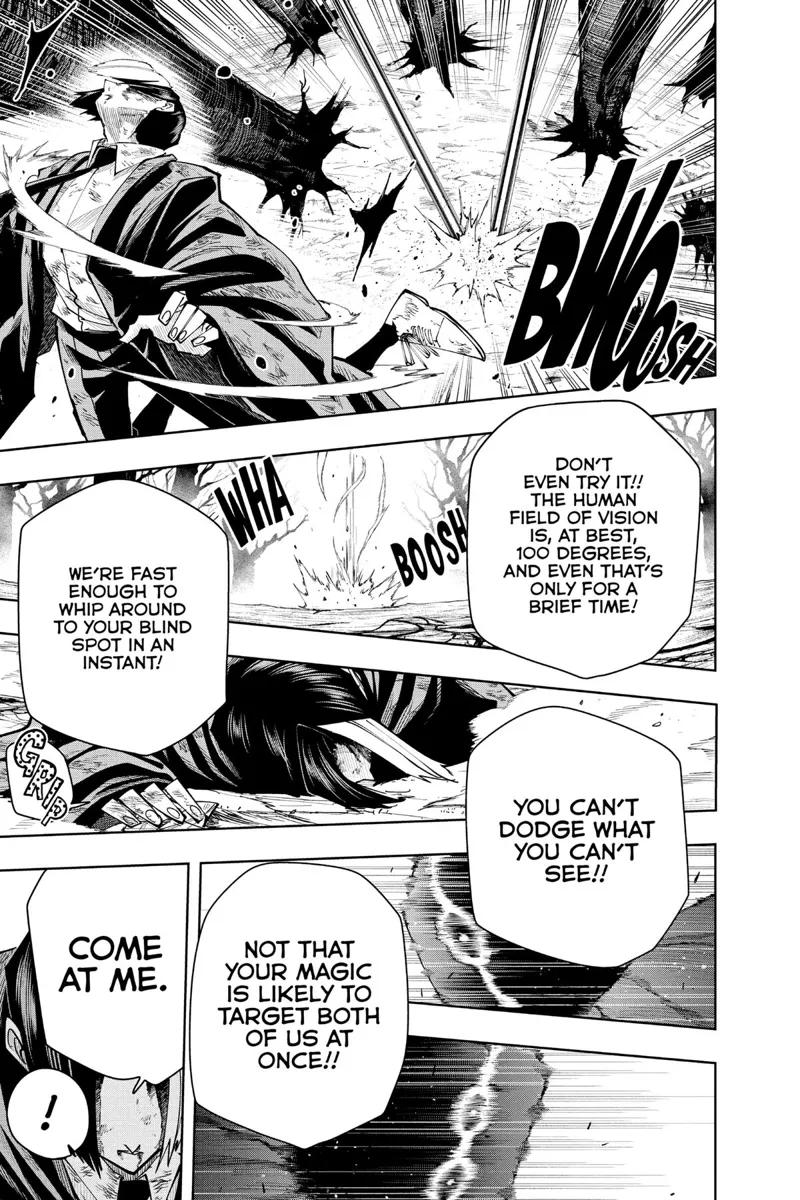 BHOOOSH
DON'T
EVEN TRY IT!!
THE HUMAN
FIELD OF VISION
IS, AT BEST,
100 DEGREES,
AND EVEN THAT'S
ONLY FOR A
BRIEF TIME!
WHA
BOOSH
WE'RE FAST
ENOUGH TO
WHIP AROUND
TO YOUR BLIND
SPOT IN AN
INSTANT!
GRIP
YOU CAN'T
DODGE WHAT
YOU CAN'T
SEE!!
NOT THAT
YOUR MAGIC
IS LIKELY TO
TARGET BOTH
OF US AT
ONCE!!
COME
AT ME.
!